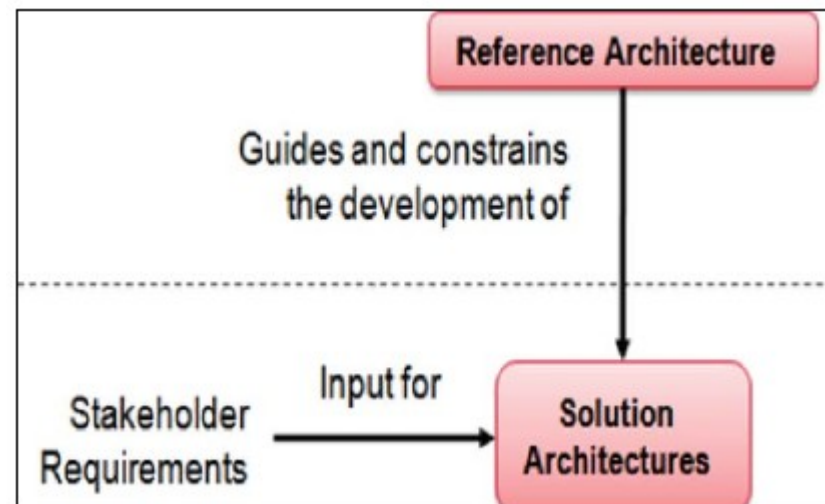 Reference Architecture
Guides and constrains
the development of
Input for
Stakeholder
Requirements
Solution
Architectures